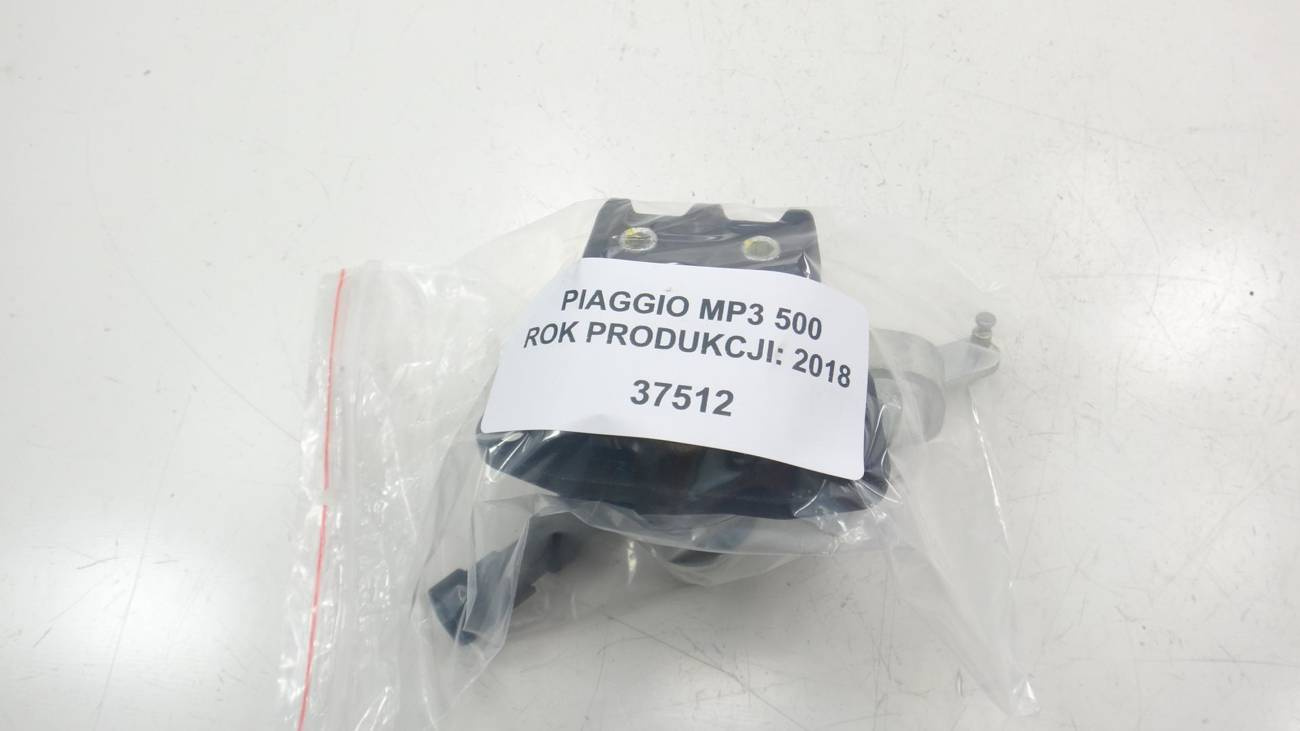 PIAGGIO MP3 500
ROK PRODUKCJI: 2018
37512